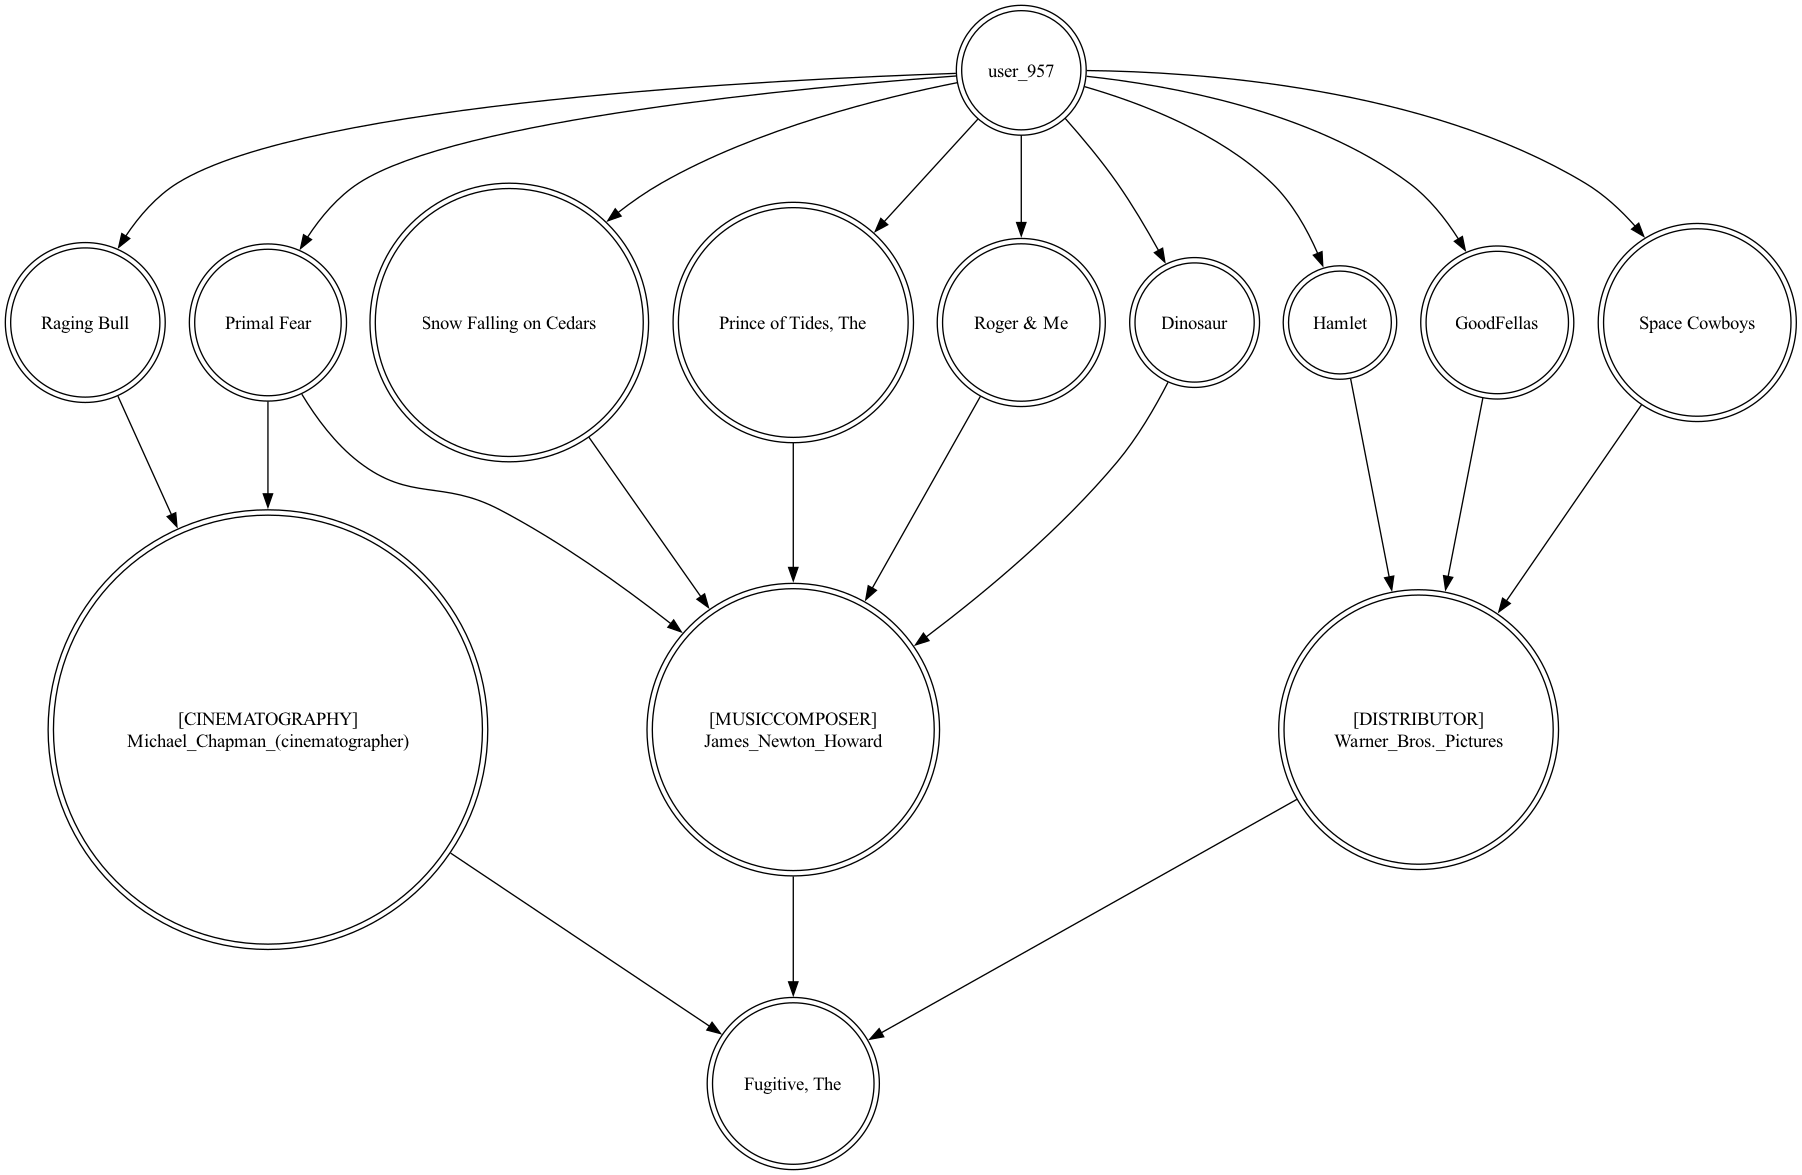 user_957
Raging Bull
Primal Fear
Snow Falling on Cedars
Prince of Tides, The
Roger & Me
Dinosaur
Hamlet
GoodFellas
Space Cowboys
[CINEMATOGRAPHY]
Michael_Chapman_(cinematographer)
[MUSICCOMPOSER]
James_Newton_Howard
[DISTRIBUTOR]
Warner_Bros._Pictures
Fugitive, The